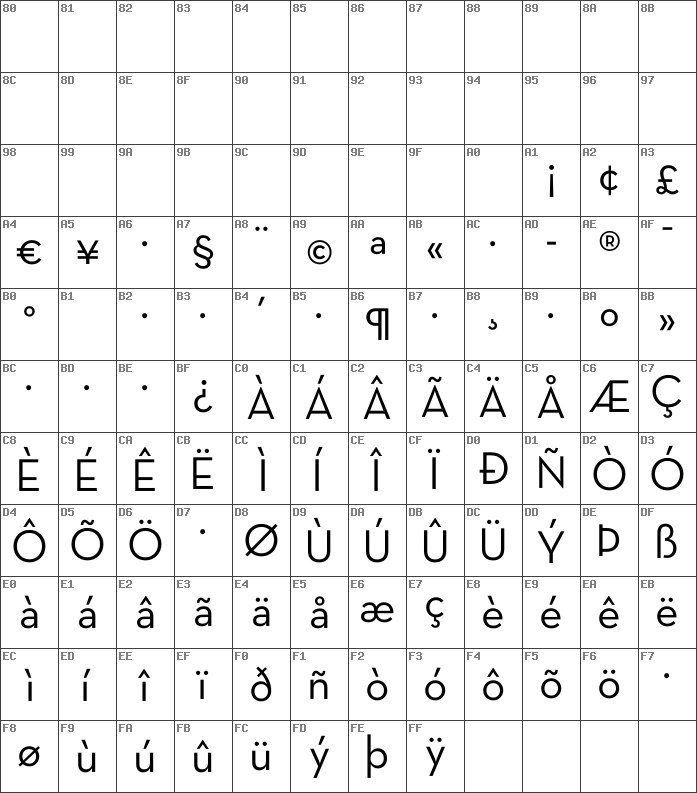 80 81 82 83 84 85 86 87 88 89 8A 8B
8C 8D 8E 8F 90 91 92 93 94 95 96 97
98 99 9A 9B 9C 9D 9E 9F A0 A1 A2 A3
¡ ¢ £
A4 A5 A6 A7 A8 A9 AA AB AC AD AE AF
€ ¥ · § ¨ © ª « · - ® ¯
B0 B1 B2 B3 B4 B5 B6 B7 B8 B9 BA BB
° · · ´ · ¶ · ¸ · º »
BC BD BE BF C0 C1 C2 C3 C4 C5 C6 C7
· · · ¿ À Á Â Ã Ä Å Æ Ç
C8 C9 CA CB CC CD CE CF D0 D1 D2 D3
È É Ê Ë Ì Í Î Ï Ð Ñ Ò Ó
D4 D5 D6 D7 D8 D9 DA DB DC DD DE DF
Ô Õ Ö · Ø Ù Ú Û Ü Ý Þ ß
E0 E1 E2 E3 E4 E5 E6 E7 E8 E9 EA EB
à á â ã ä å æ ç è é ê ë
EC ED EE EF F0 F1 F2 F3 F4 F5 F6 F7
ì í î ï ð ñ ò ó ô õ ö ·
F8 F9 FA FB FC FD FE FF
ø ù ú û ü ý þ ÿ